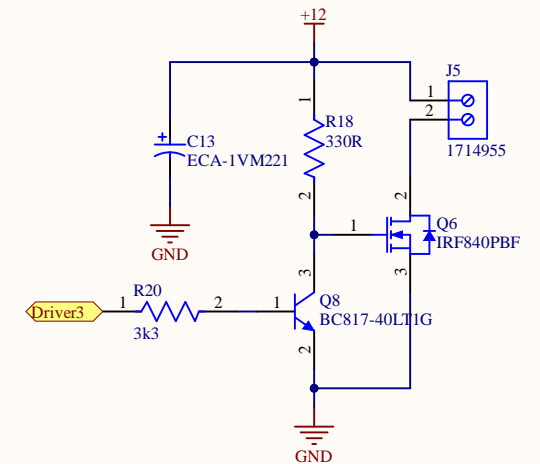 +12
J5
1
2
1714955
1
R18
330R
2
+
C13
ECA-1VM221
GND
2
1
Q6
IRF840PBF
3
3
R20
Driver3
1
2
3k3
1
Q8
BC817-40LT1G
2
GND